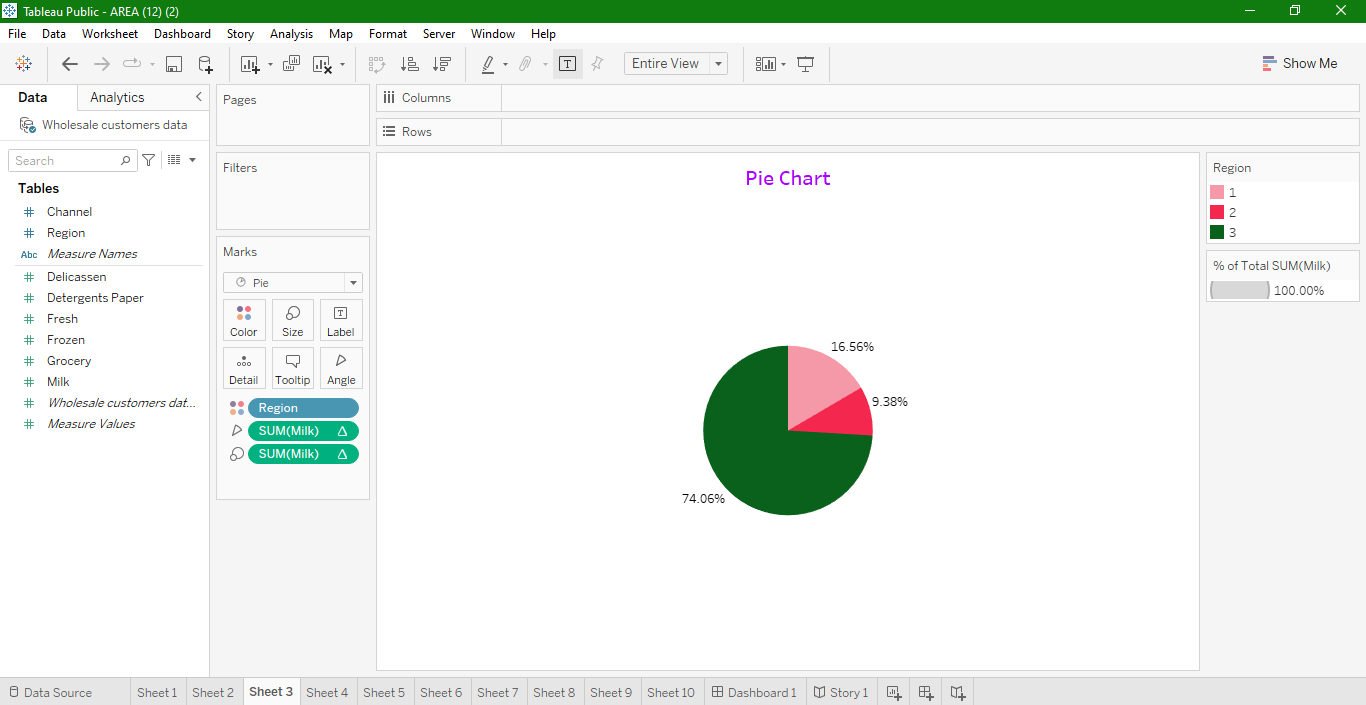 Tableau Public - AREA (12) (2)
File Data Worksheet Dashboard Story Analysis Map Format Server Window Help
Entire View
Show Me
Data Analytics
Wholesale customers data
Search
Tables
Channel
Region
Abc Measure Names
Delicassen
Detergents Paper
Fresh
Frozen
Grocery
Milk
Wholesale customers dat...
Measure Values
Pages
Filters
Marks
Pie
Color Size Label
Detail Tooltip Angle
Region
SUM(Milk)
SUM(Milk)
Columns
Rows
Pie Chart
16.56%
9.38%
74.06%
Region
1
2
3
% of Total SUM(Milk)
100.00%
Data Source Sheet 1 Sheet 2 Sheet 3 Sheet 4 Sheet 5 Sheet 6 Sheet 7 Sheet 8 Sheet 9 Sheet 10 Dashboard 1 Story 1